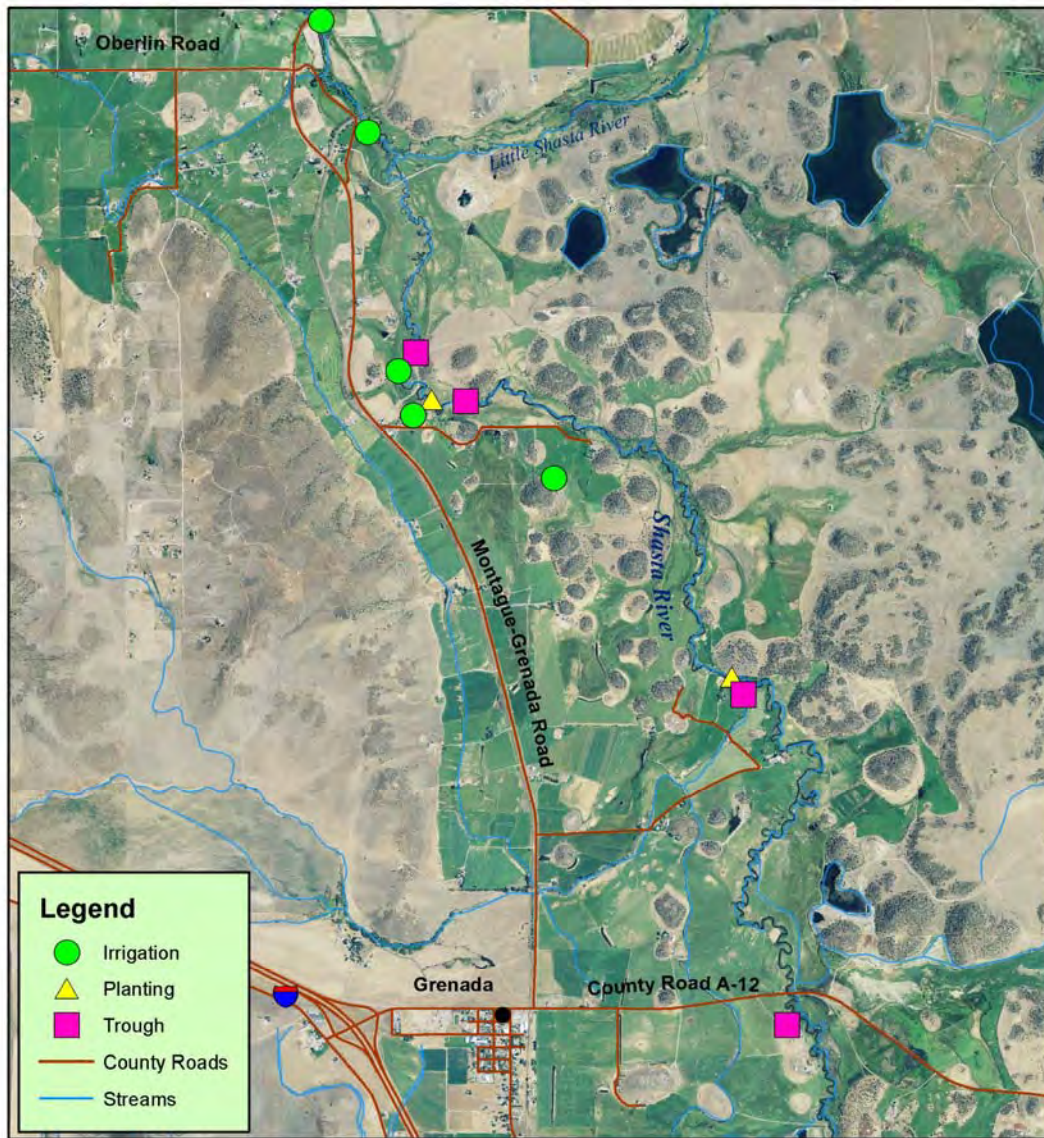 Oberlin Road
Little Shasta River
Shasta River
Montague-Grenada Road
Grenada
County Road A-12
Legend
Irrigation
Planting
Trough
County Roads
Streams